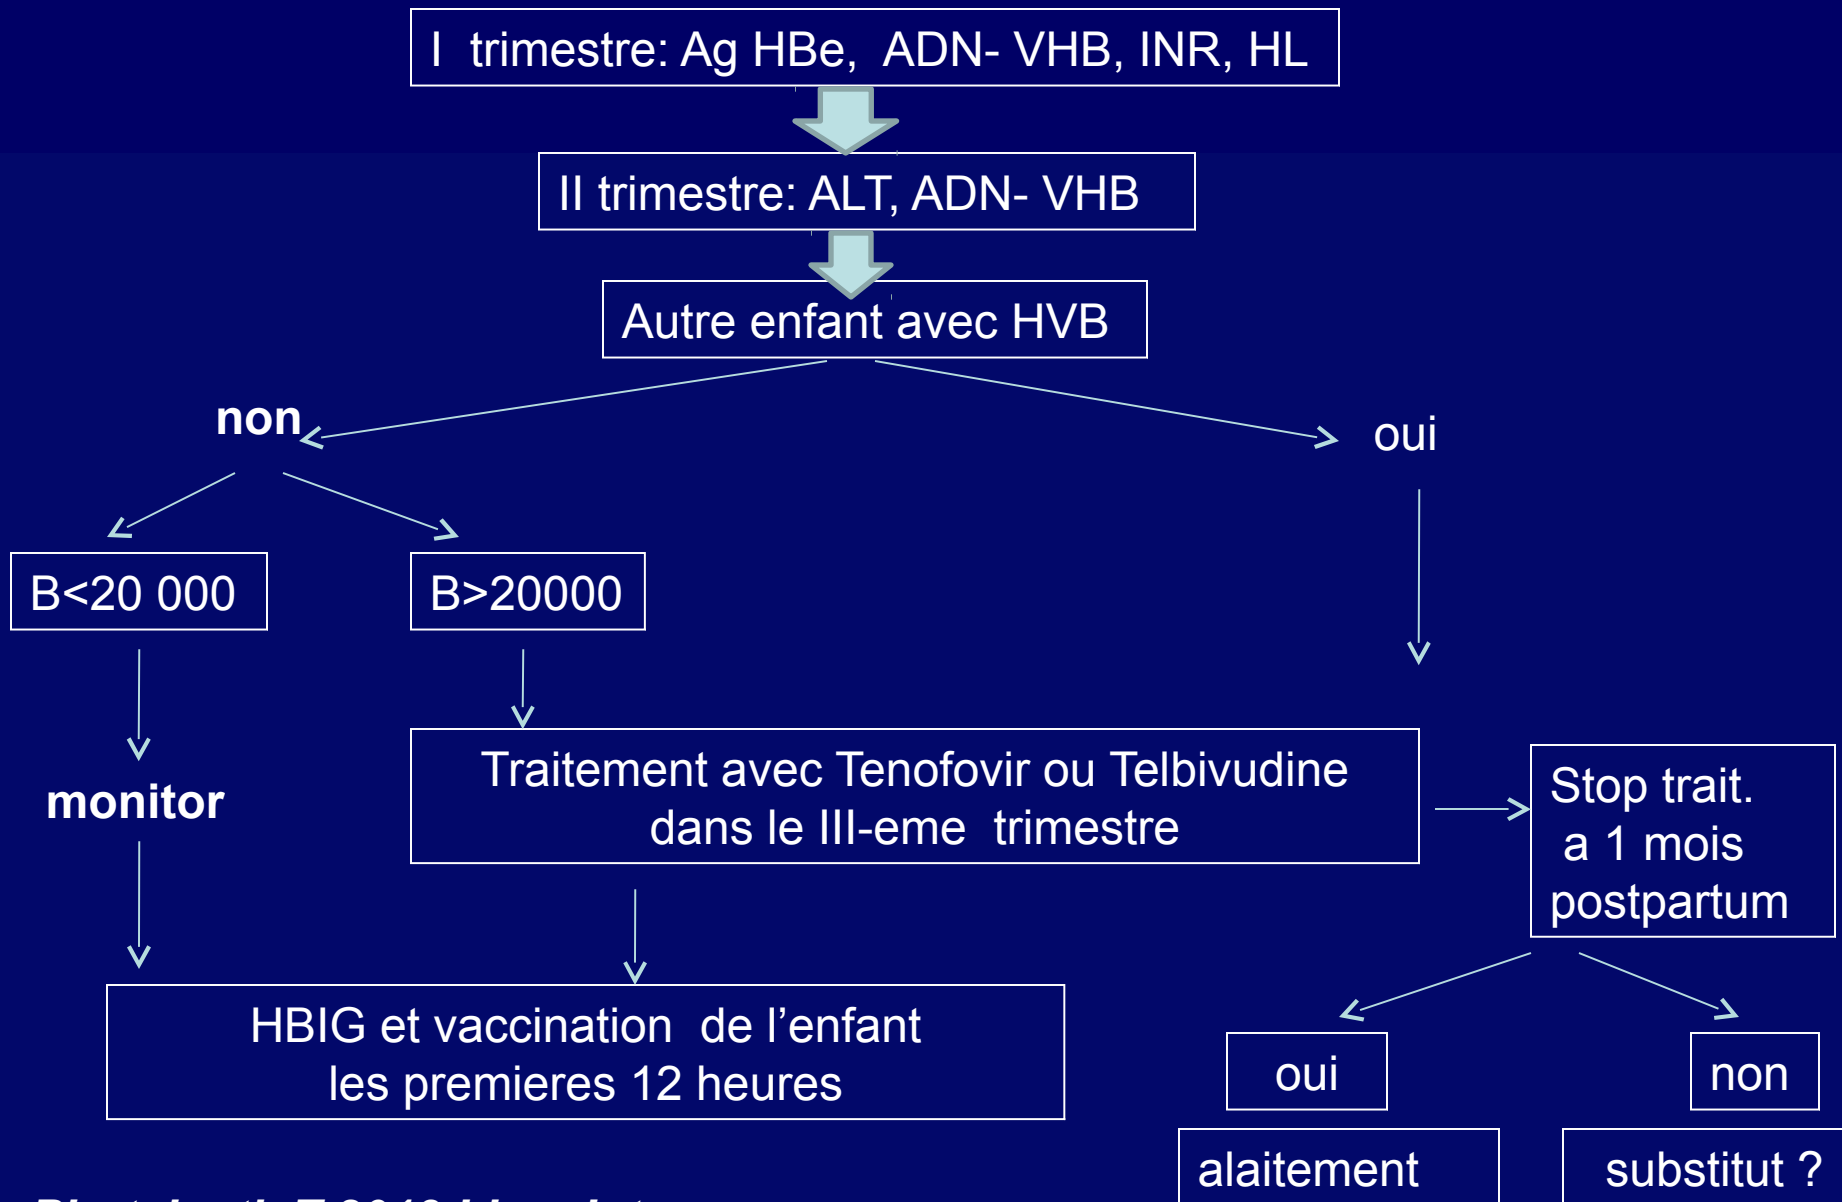 I trimestre: Ag HBe, ADN- VHB, INR, HL
II trimestre: ALT, ADN- VHB
Autre enfant avec HVB
non
oui
B<20 000
B>20000
monitor
Traitement avec Tenofovir ou Telbivudine
dans le III-eme trimestre
Stop trait.
a 1 mois
postpartum
HBIG et vaccination de l'enfant
les premieres 12 heures
oui
non
alaitement
substitut ?